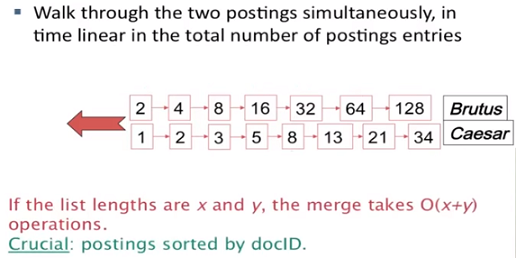 ▪ Walk through the two postings simultaneously, in
time linear in the total number of postings entries
2 4 8 16 32 64 128 Brutus
1 2 3 5 8 13 21 34 Caesar
If the list lengths are x and y, the merge takes O(x+y)
operations.
Crucial: postings sorted by docID.